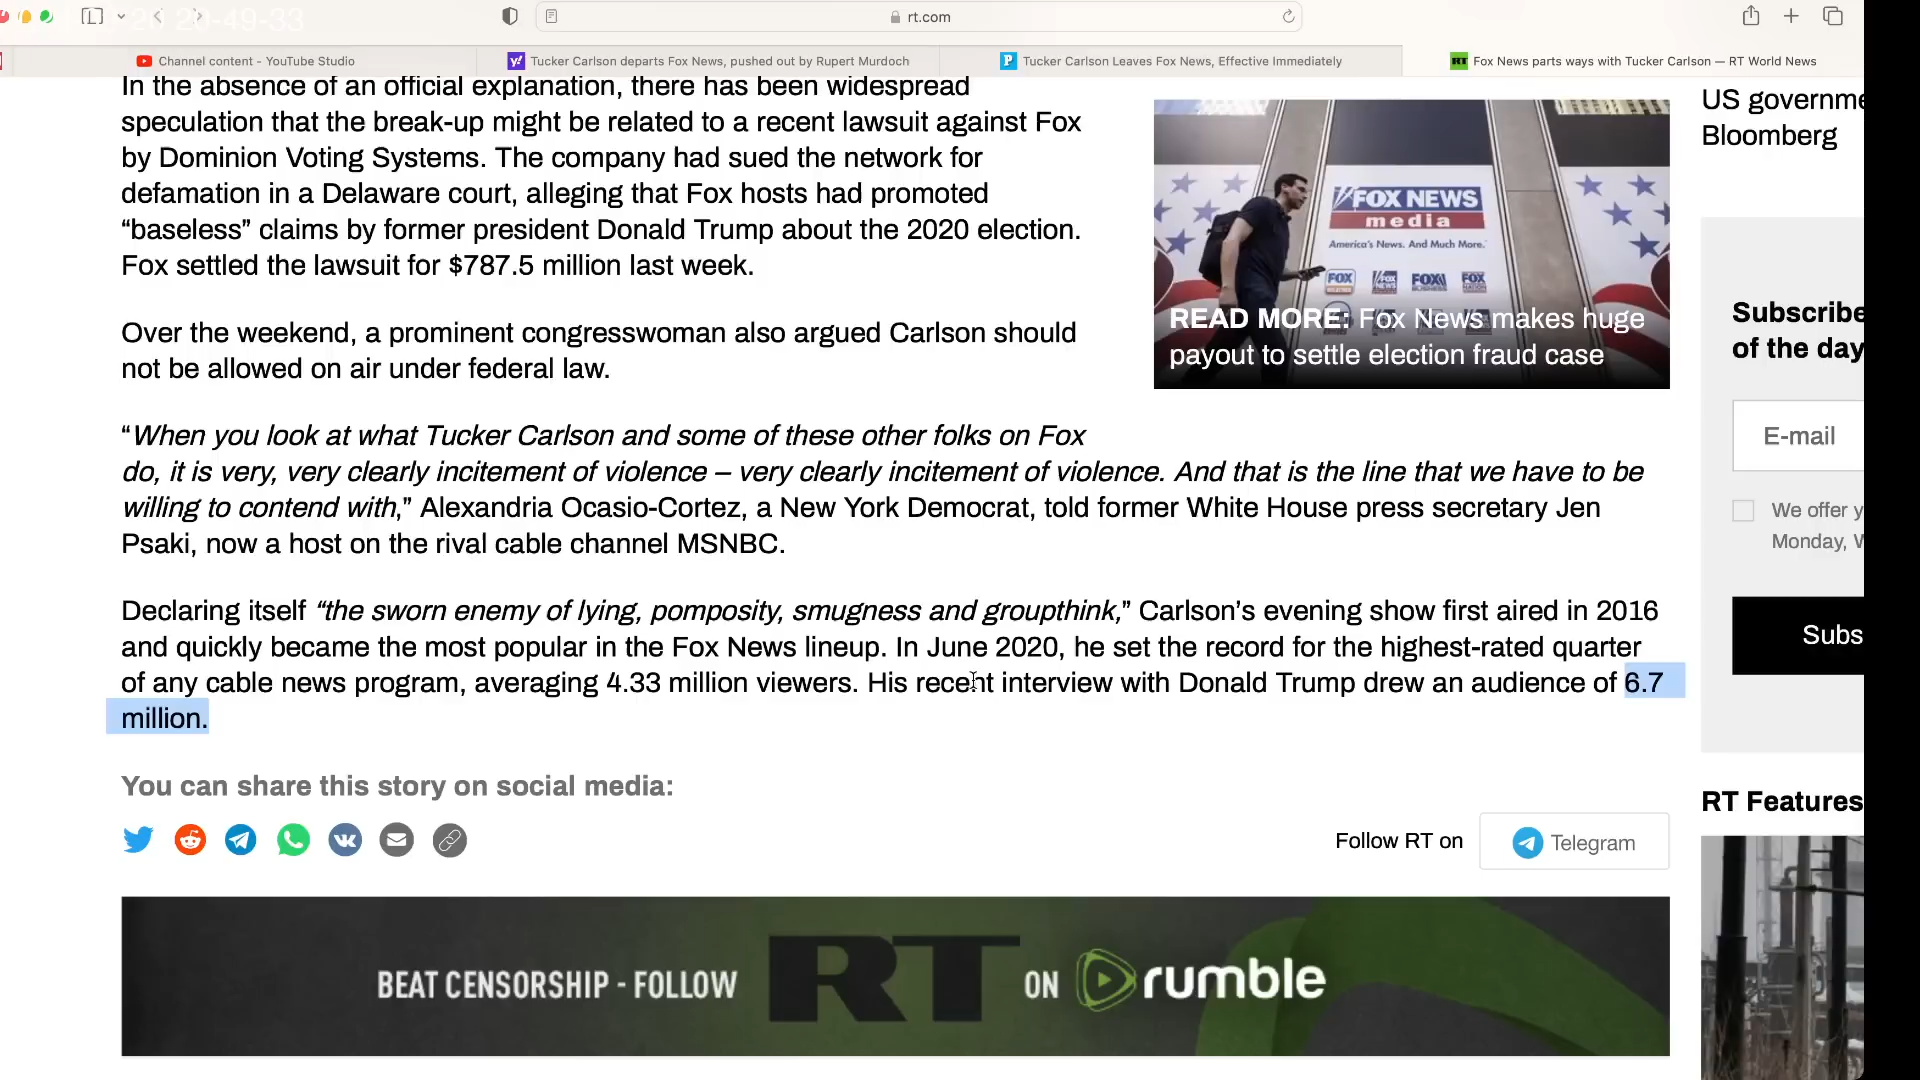 20-49-33
rt.com
Channel content - YouTube Studio
Tucker Carlson departs Fox News, pushed out by Rupert Murdoch
Tucker Carlson Leaves Fox News, Effective Immediately
RT Fox News parts ways with Tucker Carlson — RT World News
In the absence of an official explanation, there has been widespread
speculation that the break-up might be related to a recent lawsuit against Fox
by Dominion Voting Systems. The company had sued the network for
defamation in a Delaware court, alleging that Fox hosts had promoted
“baseless” claims by former president Donald Trump about the 2020 election.
Fox settled the lawsuit for $787.5 million last week.
Over the weekend, a prominent congresswoman also argued Carlson should
not be allowed on air under federal law.
“When you look at what Tucker Carlson and some of these other folks on Fox
do, it is very, very clearly incitement of violence – very clearly incitement of violence. And that is the line that we have to be
willing to contend with,” Alexandria Ocasio-Cortez, a New York Democrat, told former White House press secretary Jen
Psaki, now a host on the rival cable channel MSNBC.
Declaring itself “the sworn enemy of lying, pomposity, smugness and groupthink,” Carlson’s evening show first aired in 2016
and quickly became the most popular in the Fox News lineup. In June 2020, he set the record for the highest-rated quarter
of any cable news program, averaging 4.33 million viewers. His recent interview with Donald Trump drew an audience of 6.7
million.
FOX NEWS
media
America's News. And Much More.
FOX
FOX
READ MORE: Fox News makes huge
payout to settle election fraud case
You can share this story on social media:
Follow RT on
Telegram
BEAT CENSORSHIP - FOLLOW RT ON rumble
US governme
Bloomberg
Subscribe
of the day
E-mail
We offer y
Monday, W
Subs
RT Features